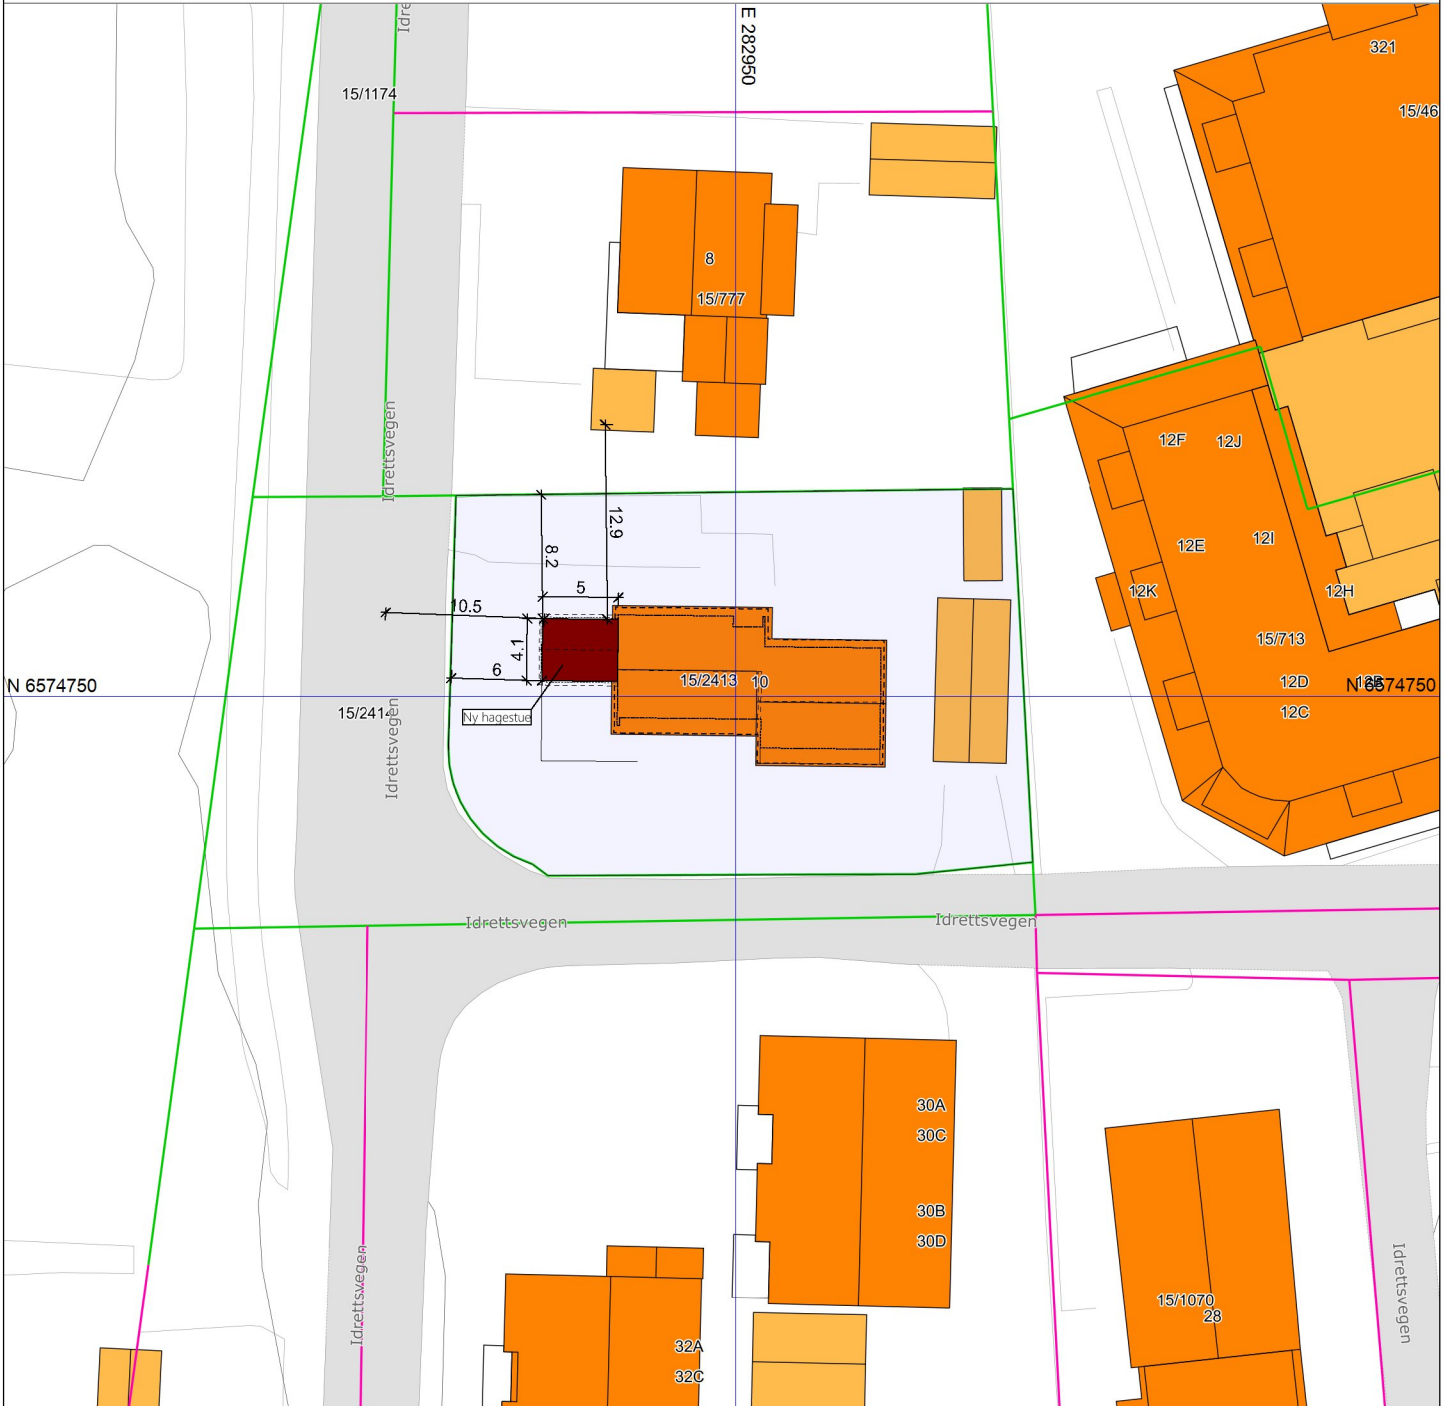 Idre
E 282950
321
15/1174
15/46
8
15/777
Idrettsvegen
12F
12J
12.9
8.2
12E
12I
5
12K
12H
10.5
4.1
15/713
6
15/2413
10
N 6574750
12D
N 6574750
15/241
Ny hagestue
12C
Idrettsvegen
Idrettsvegen
Idrettsvegen
30A
30C
30B
30D
Idrettsvegen
Idrettsvegen
15/1070
28
32A
32C